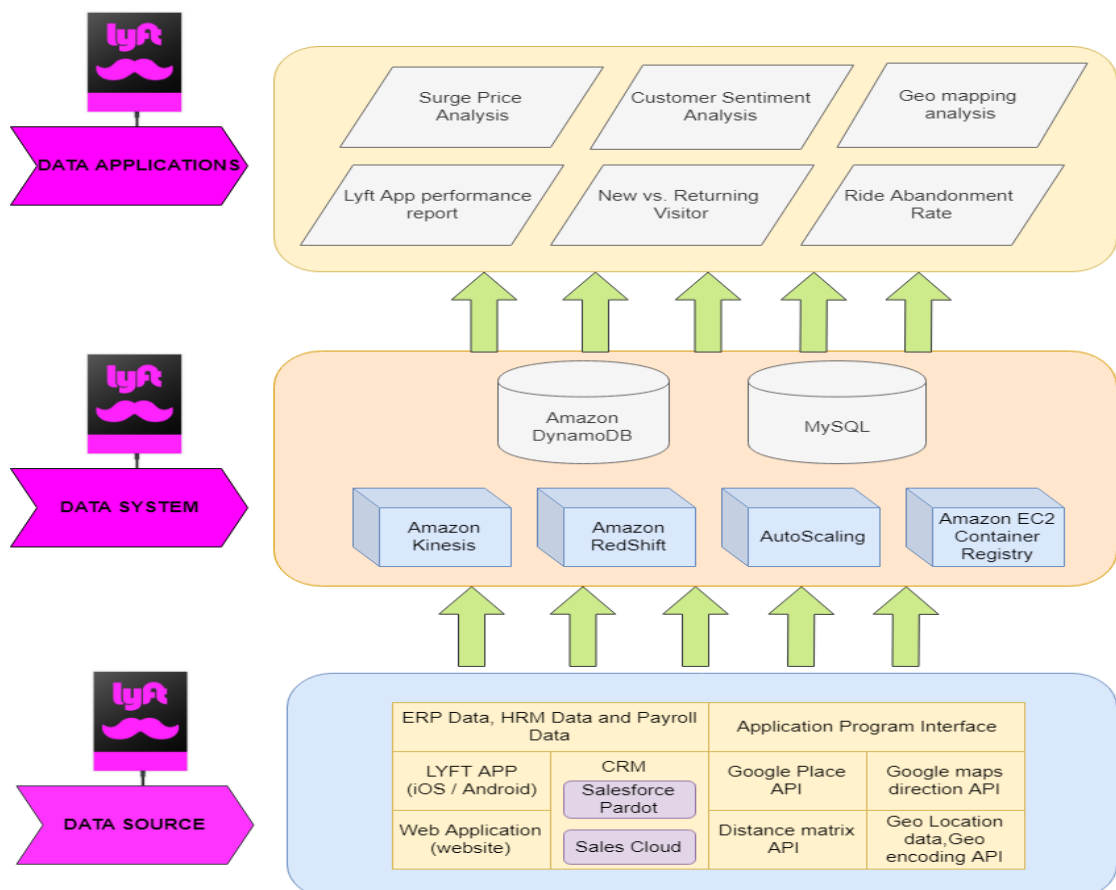 lyft
DATA APPLICATIONS
Surge Price
Analysis
Customer Sentiment
Analysis
Geo mapping
analysis
Lyft App performance
report
New vs. Returning
Visitor
Ride Abandonment
Rate
lyft
DATA SYSTEM
Amazon
DynamoDB
MySQL
Amazon
Kinesis
Amazon
RedShift
AutoScaling
Amazon EC2
Container
Registry
lyft
DATA SOURCE
ERP Data, HRM Data and Payroll
Data
Application Program Interface
LYFT APP
(iOS / Android)
CRM
Salesforce
Pardot
Google Place
API
Google maps
direction API
Web Application
(website)
Sales Cloud
Distance matrix
API
Geo Location
data,Geo
encoding API